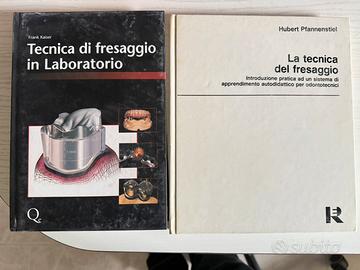 Frank Kaiser
Tecnica di fresaggio
in Laboratorio
Q
Hubert Pfannenstiel
La tecnica
del fresaggio
Introduzione pratica ad un sistema di
apprendimento autodidattico per odontotecnici
subito